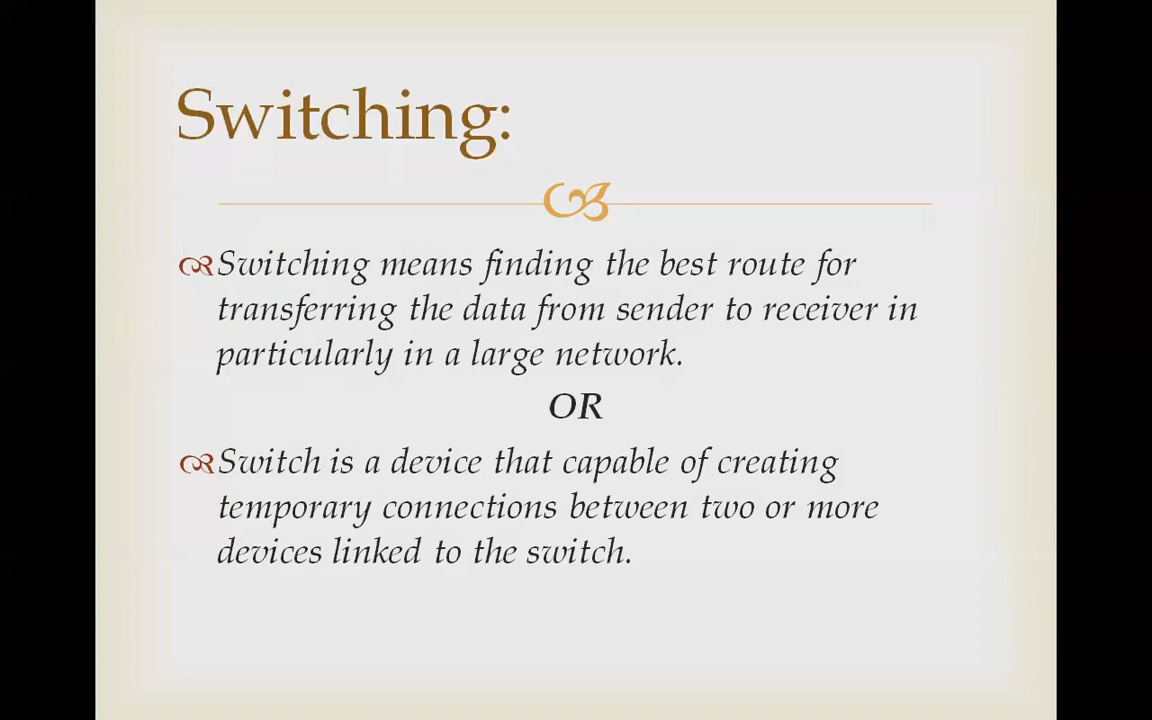 Switching:
Switching means finding the best route for
transferring the data from sender to receiver in
particularly in a large network.
OR
Switch is a device that capable of creating
temporary connections between two or more
devices linked to the switch.